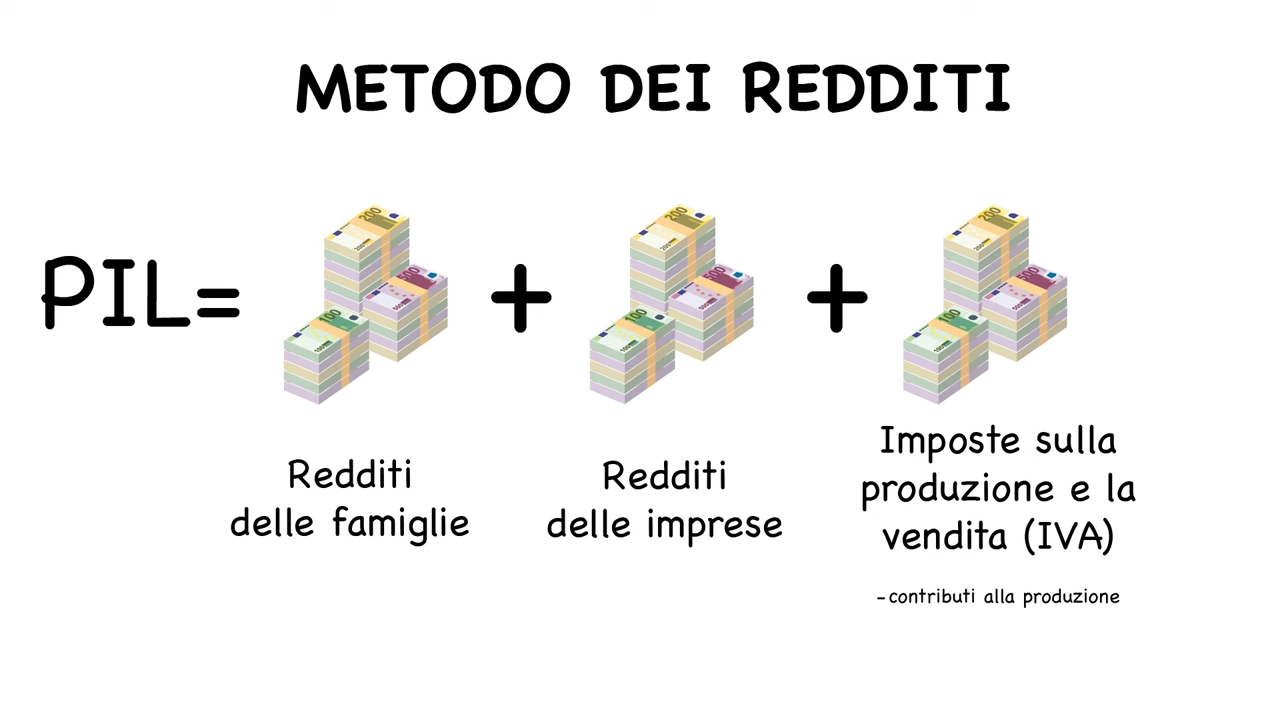 METODO DEI REDDITI
PIL=
+
+
Redditi
delle famiglie
Redditi
delle imprese
Imposte sulla
produzione e la
vendita (IVA)
-contributi alla produzione